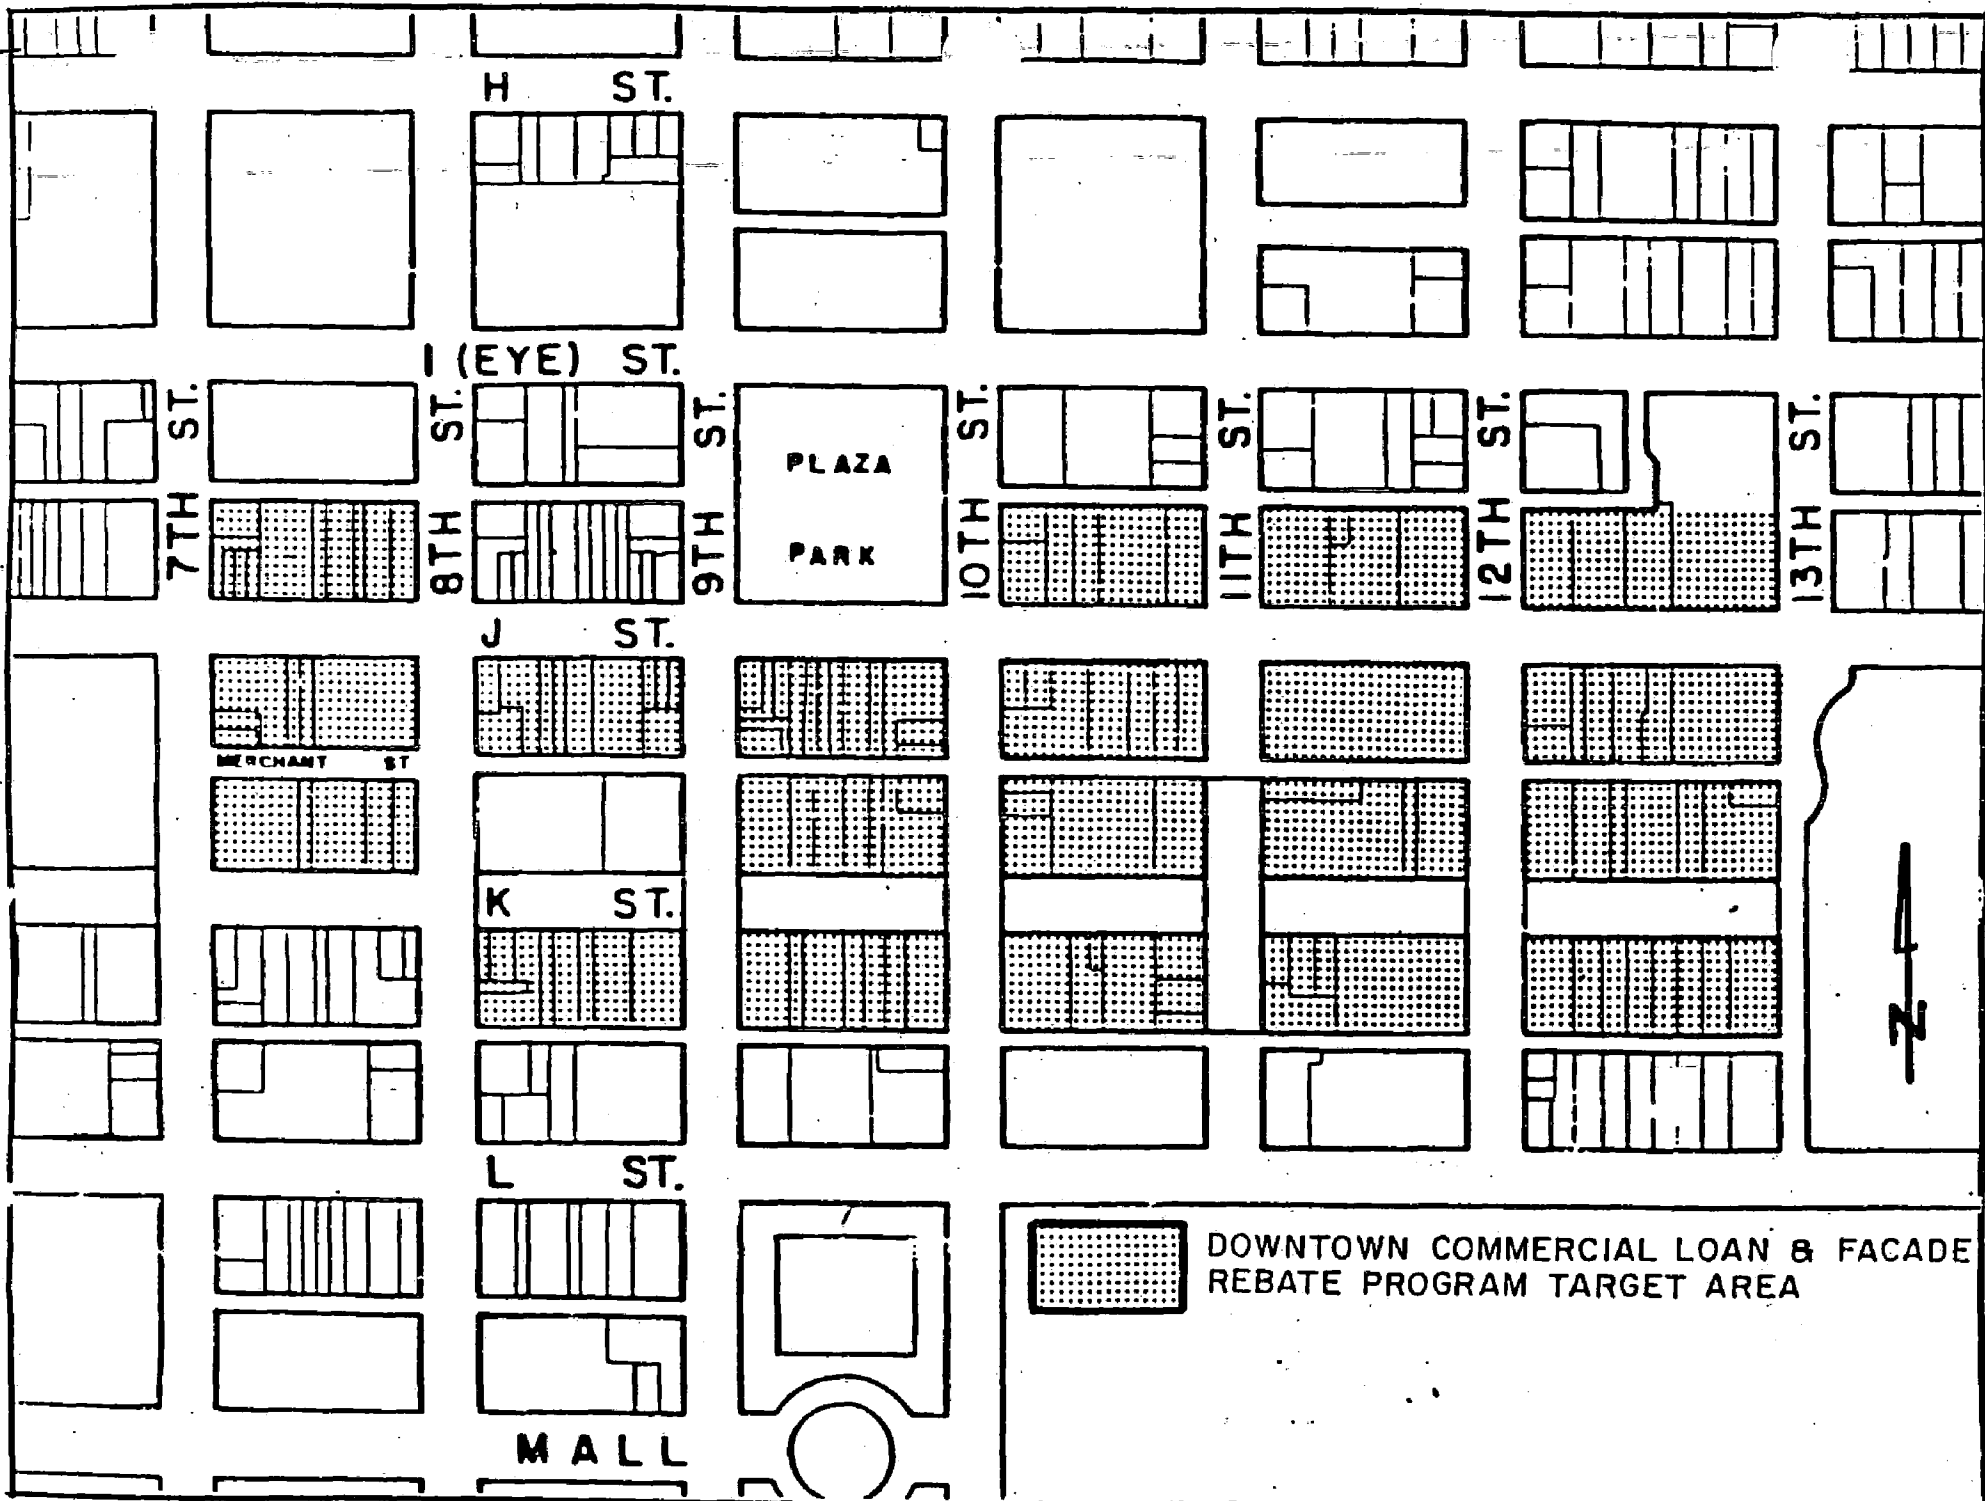 H ST.
I (EYE) ST.
7TH ST.
8TH ST.
9TH ST.
PLAZA
PARK
10TH ST.
11TH ST.
12TH ST.
13TH ST.
J ST.
MERCHANT ST
K ST.
N
L ST.
DOWNTOWN COMMERCIAL LOAN & FACADE
REBATE PROGRAM TARGET AREA
MALL